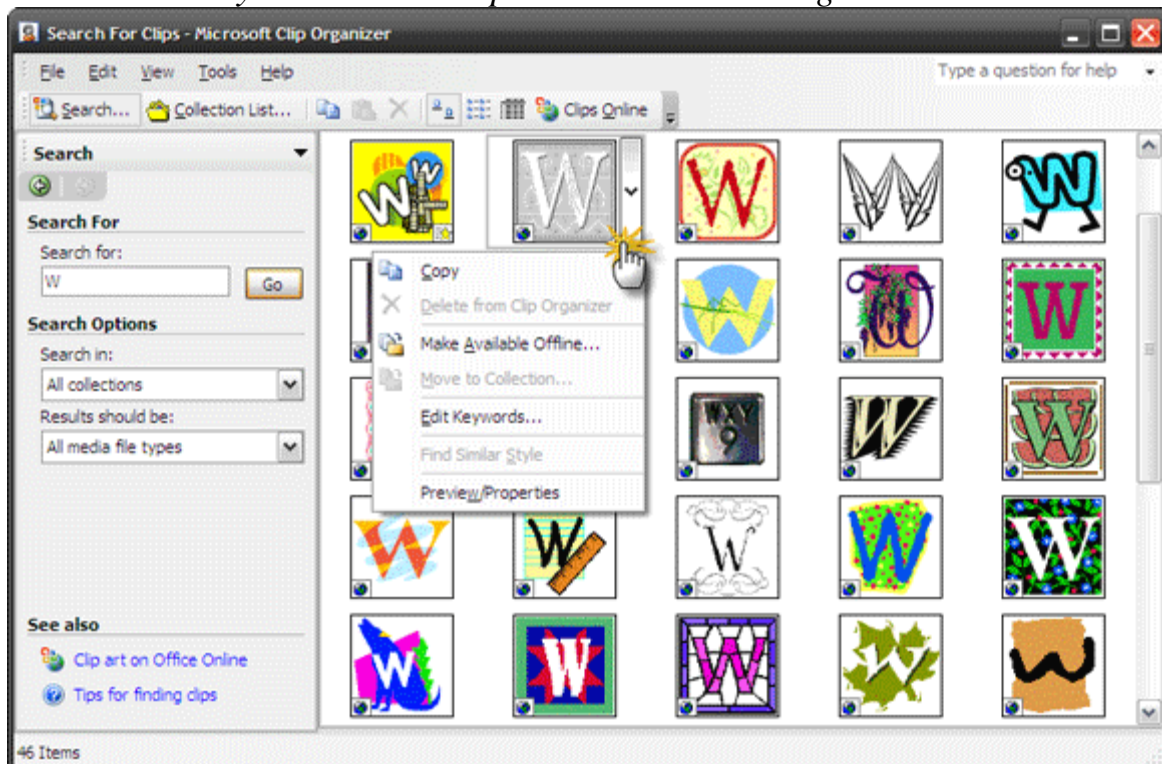 Search For Clips - Microsoft Clip Organizer
File Edit View Tools Help
Type a question for help
Search... Collection List... Clips Online
Search
Search For
Search for:
W Go
Search Options
Search in:
All collections
Results should be:
All media file types
See also
Clip art on Office Online
Tips for finding clips
46 Items
W W
W
W
W W
W
Copy
Delete from Clip Organizer
Make Available Offline...
Move to Collection...
Edit Keywords...
Find Similar Style
Preview/Properties
W
W
W
WXY
9
W
W
W
W
W
W
W
W
W
W
W
W